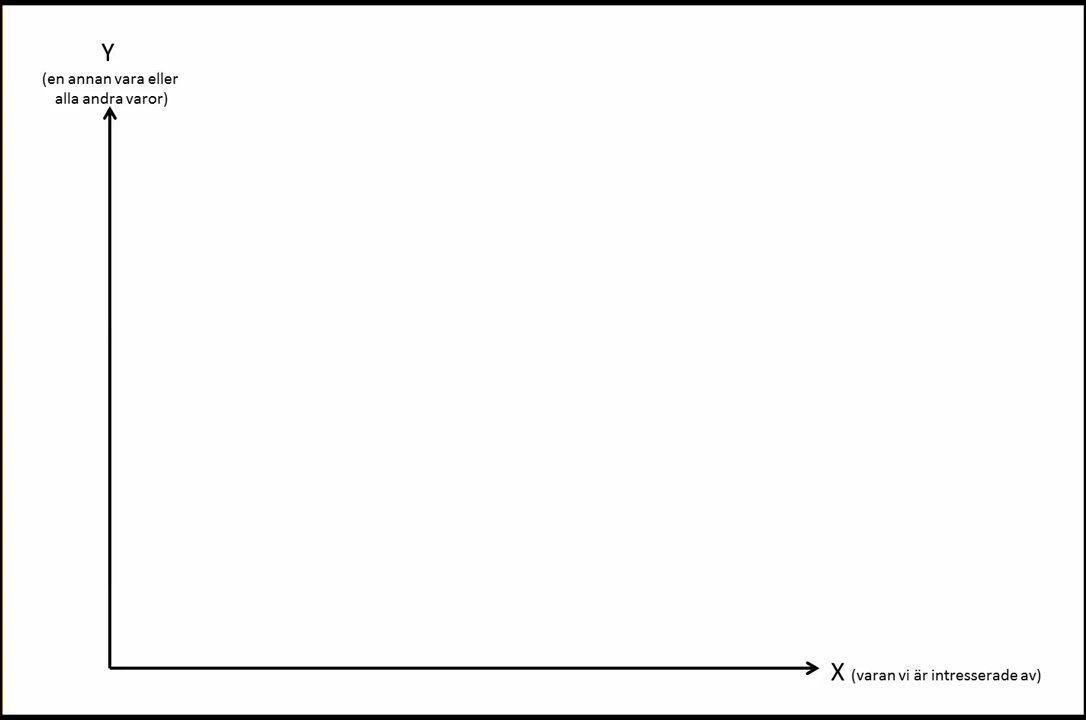 Y
(en annan vara eller
alla andra varor)
X (varan vi är intresserade av)